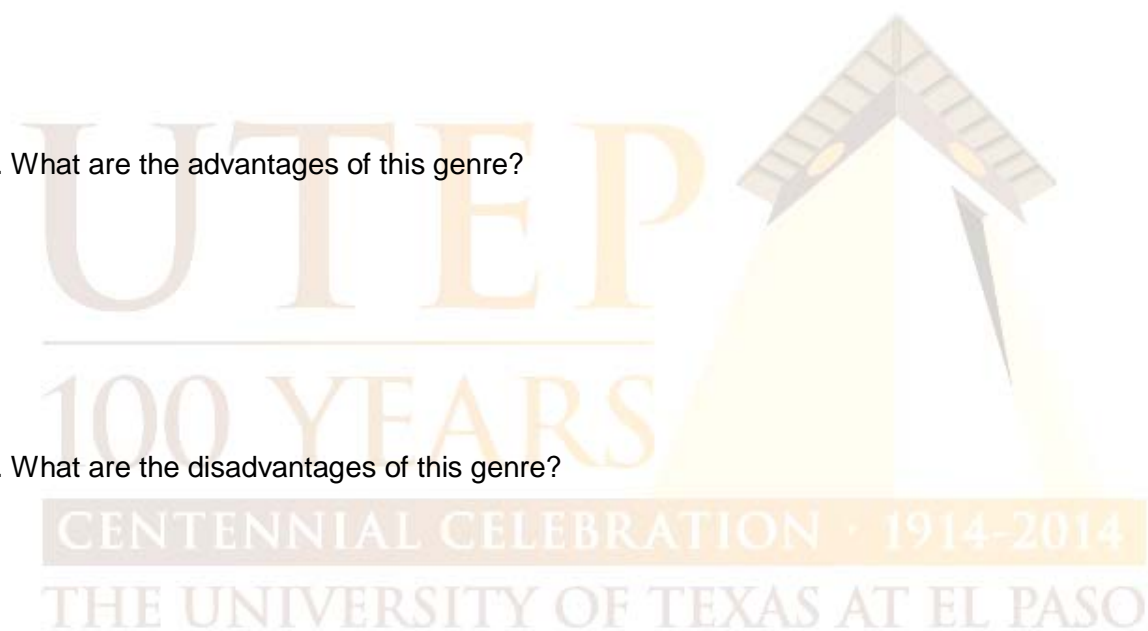 . What are the advantages of this genre?
UTEP
100 YEARS
. What are the disadvantages of this genre?
CENTENNIAL CELEBRATION · 1914-2014
THE UNIVERSITY OF TEXAS AT EL PASO